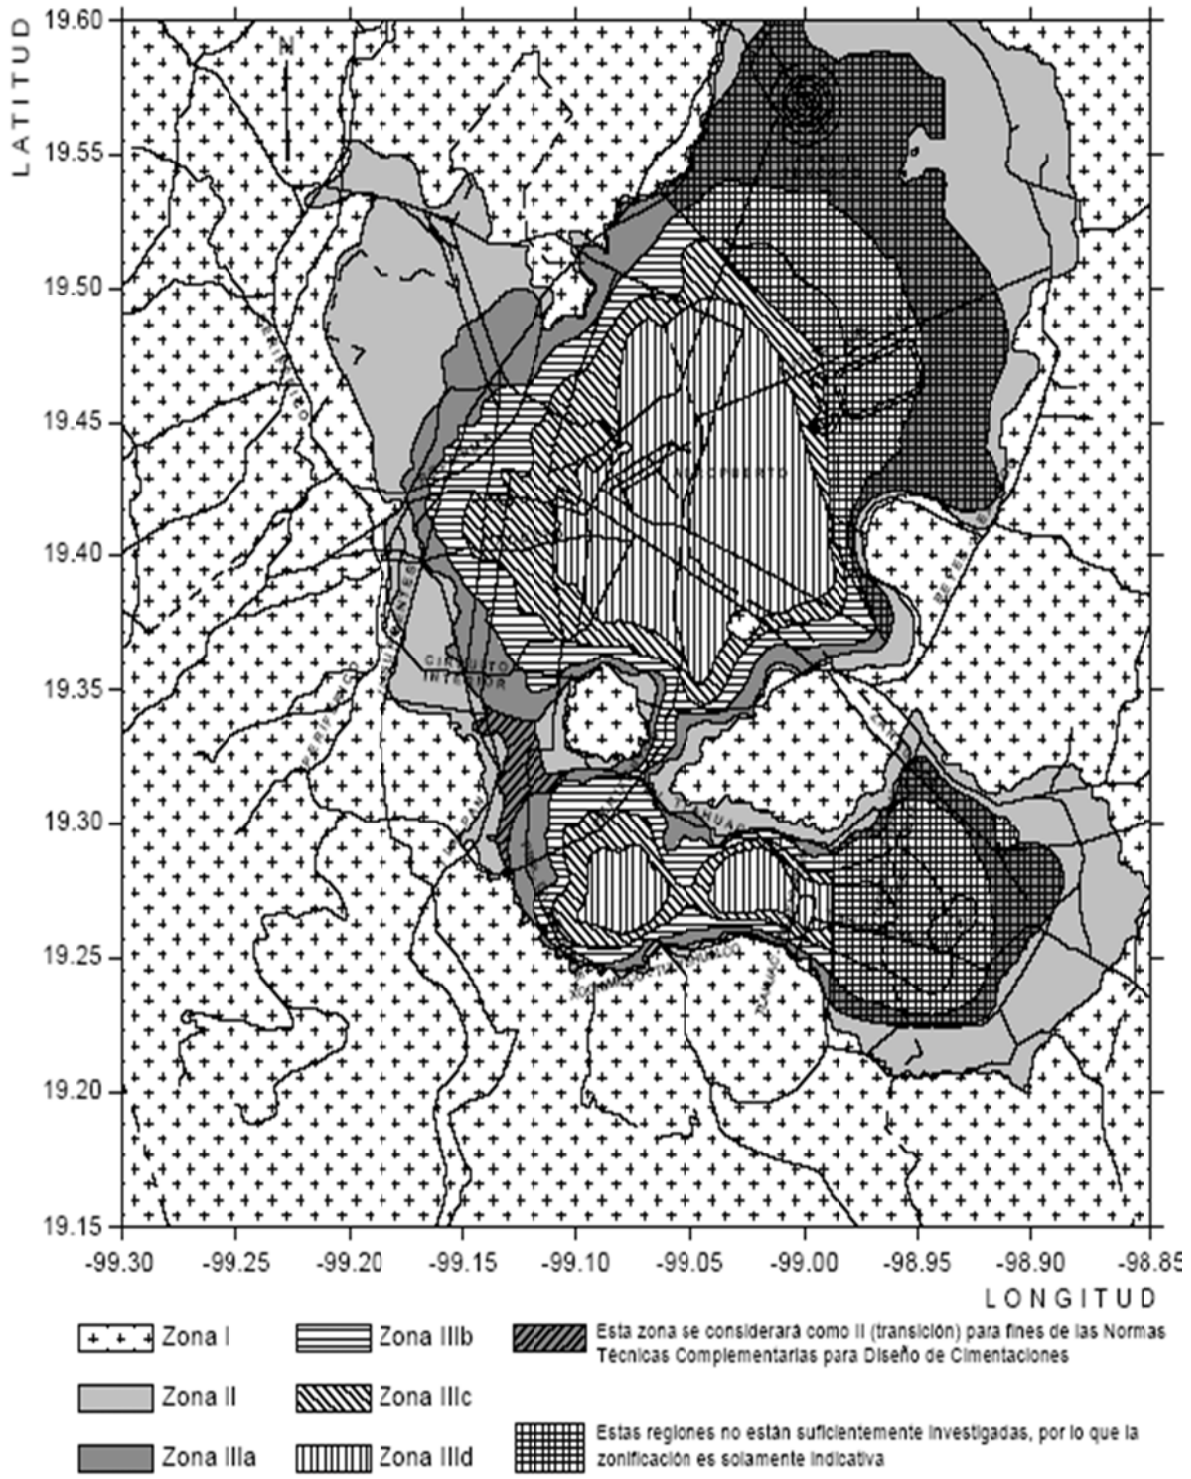 LATITUD
19.60
19.55
19.50
19.45
19.40
19.35
19.30
19.25
19.20
19.15
N
AEROPUERTO
CIRCUITO
INTERIOR
PERIFERICO
-99.30
-99.25
-99.20
-99.15
-99.10
-99.05
-99.00
-98.95
-98.90
-98.85
LONGITUD
Zona I
Zona IIIb
Esta zona se considerará como II (transición) para fines de las Normas
Técnicas Complementarias para Diseño de Cimentaciones
Zona II
Zona IIIc
Estas regiones no están suficientemente investigadas, por lo que la
zonificación es solamente indicativa
Zona IIIa
Zona IIId